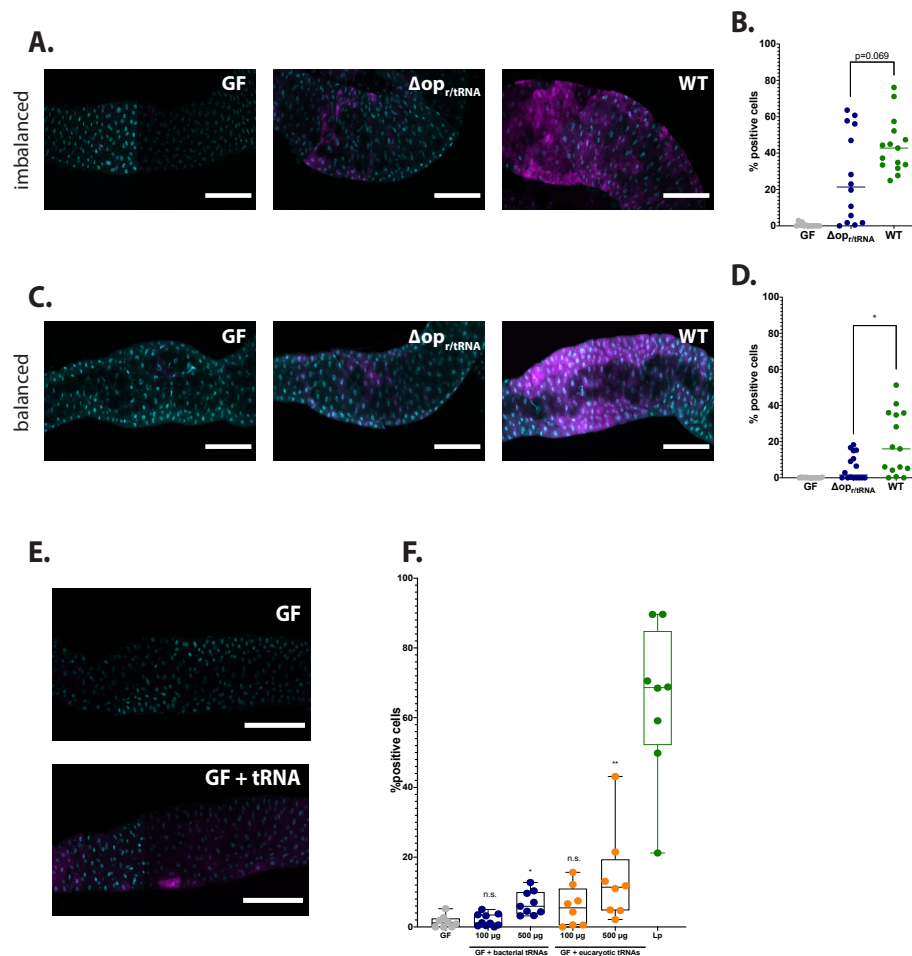 A.
imbalanced
GF
Δop r/tRNA
WT
B.
% positive cells
100
80
60
40
20
0
p=0.069
GF
Δop r/tRNA
WT
C.
balanced
GF
Δop r/tRNA
WT
D.
% positive cells
100
80
60
40
20
0
*
GF
Δop r/tRNA
WT
E.
GF
GF + tRNA
F.
%positive cells
100
80
60
40
20
0
n.s.
*
n.s.
**
GF
100 µg
500 µg
100 µg
500 µg
Lp
GF + bacterial tRNAs
GF + eucaryotic tRNAs